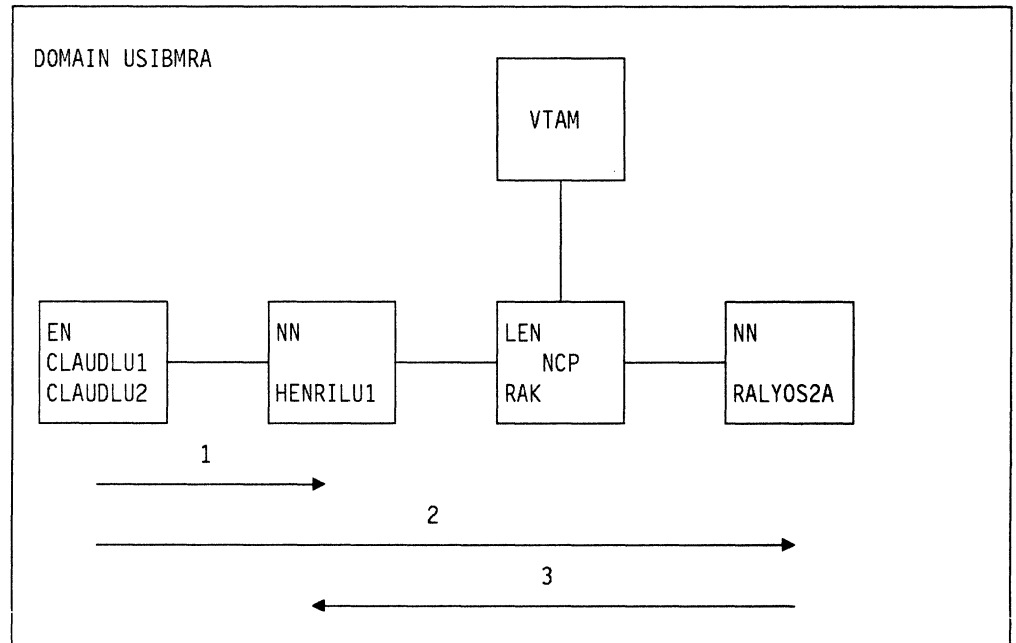 DOMAIN USIBMRA
VTAM
EN
CLAUDLU1
CLAUDLU2
NN
HENRILU1
LEN
NCP
RAK
NN
RALYOS2A
1
2
3